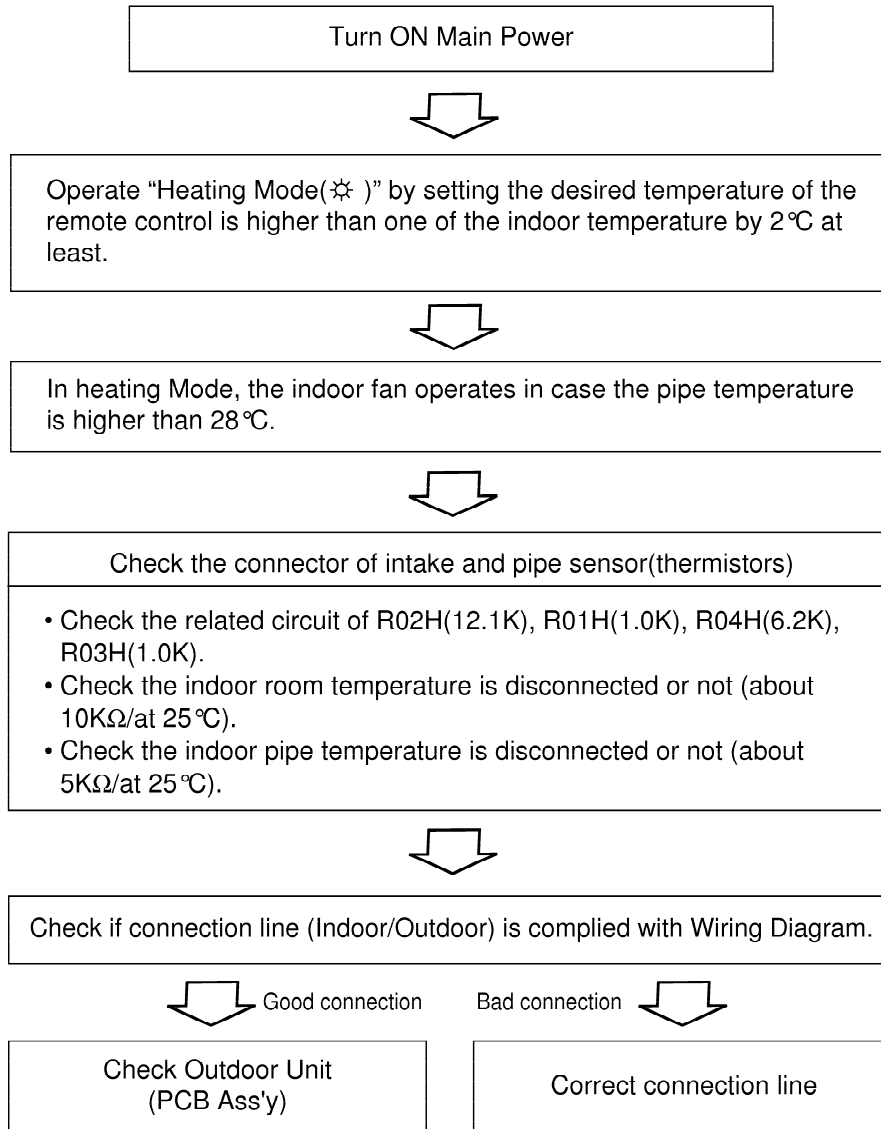 Turn ON Main Power
Operate “Heating Mode(☼ )” by setting the desired temperature of the
remote control is higher than one of the indoor temperature by 2°C at
least.
In heating Mode, the indoor fan operates in case the pipe temperature
is higher than 28°C.
Check the connector of intake and pipe sensor(thermistors)
• Check the related circuit of R02H(12.1K), R01H(1.0K), R04H(6.2K),
R03H(1.0K).
• Check the indoor room temperature is disconnected or not (about
10KΩ/at 25°C).
• Check the indoor pipe temperature is disconnected or not (about
5KΩ/at 25°C).
Check if connection line (Indoor/Outdoor) is complied with Wiring Diagram.
Good connection
Bad connection
Check Outdoor Unit
(PCB Ass'y)
Correct connection line